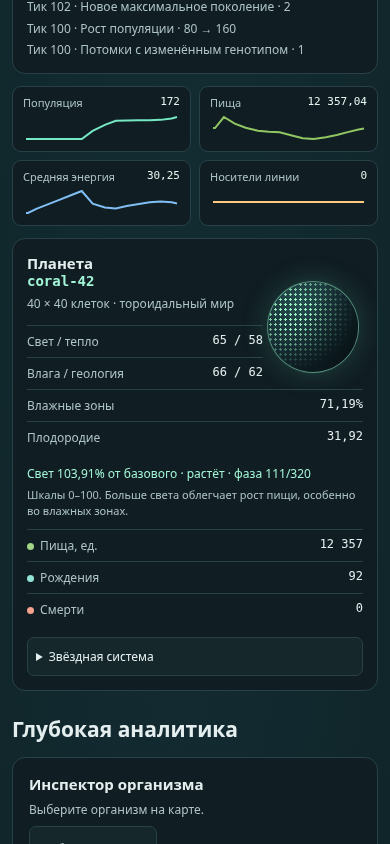 Тик 102 · Новое максимальное поколение · 2
Тик 100 · Рост популяции · 80 → 160
Тик 100 · Потомки с изменённым генотипом · 1
Популяция 172
Пища 12 357,04
Средняя энергия 30,25
Носители линии 0
Планета
coral-42
40 × 40 клеток · тороидальный мир
Свет / тепло 65 / 58
Влага / геология 66 / 62
Влажные зоны 71,19%
Плодородие 31,92
Свет 103,91% от базового · растёт · фаза 111/320
Шкалы 0–100. Больше света облегчает рост пищи, особенно
во влажных зонах.
Пища, ед. 12 357
Рождения 92
Смерти 0
▶ Звёздная система
Глубокая аналитика
Инспектор организма
Выберите организм на карте.